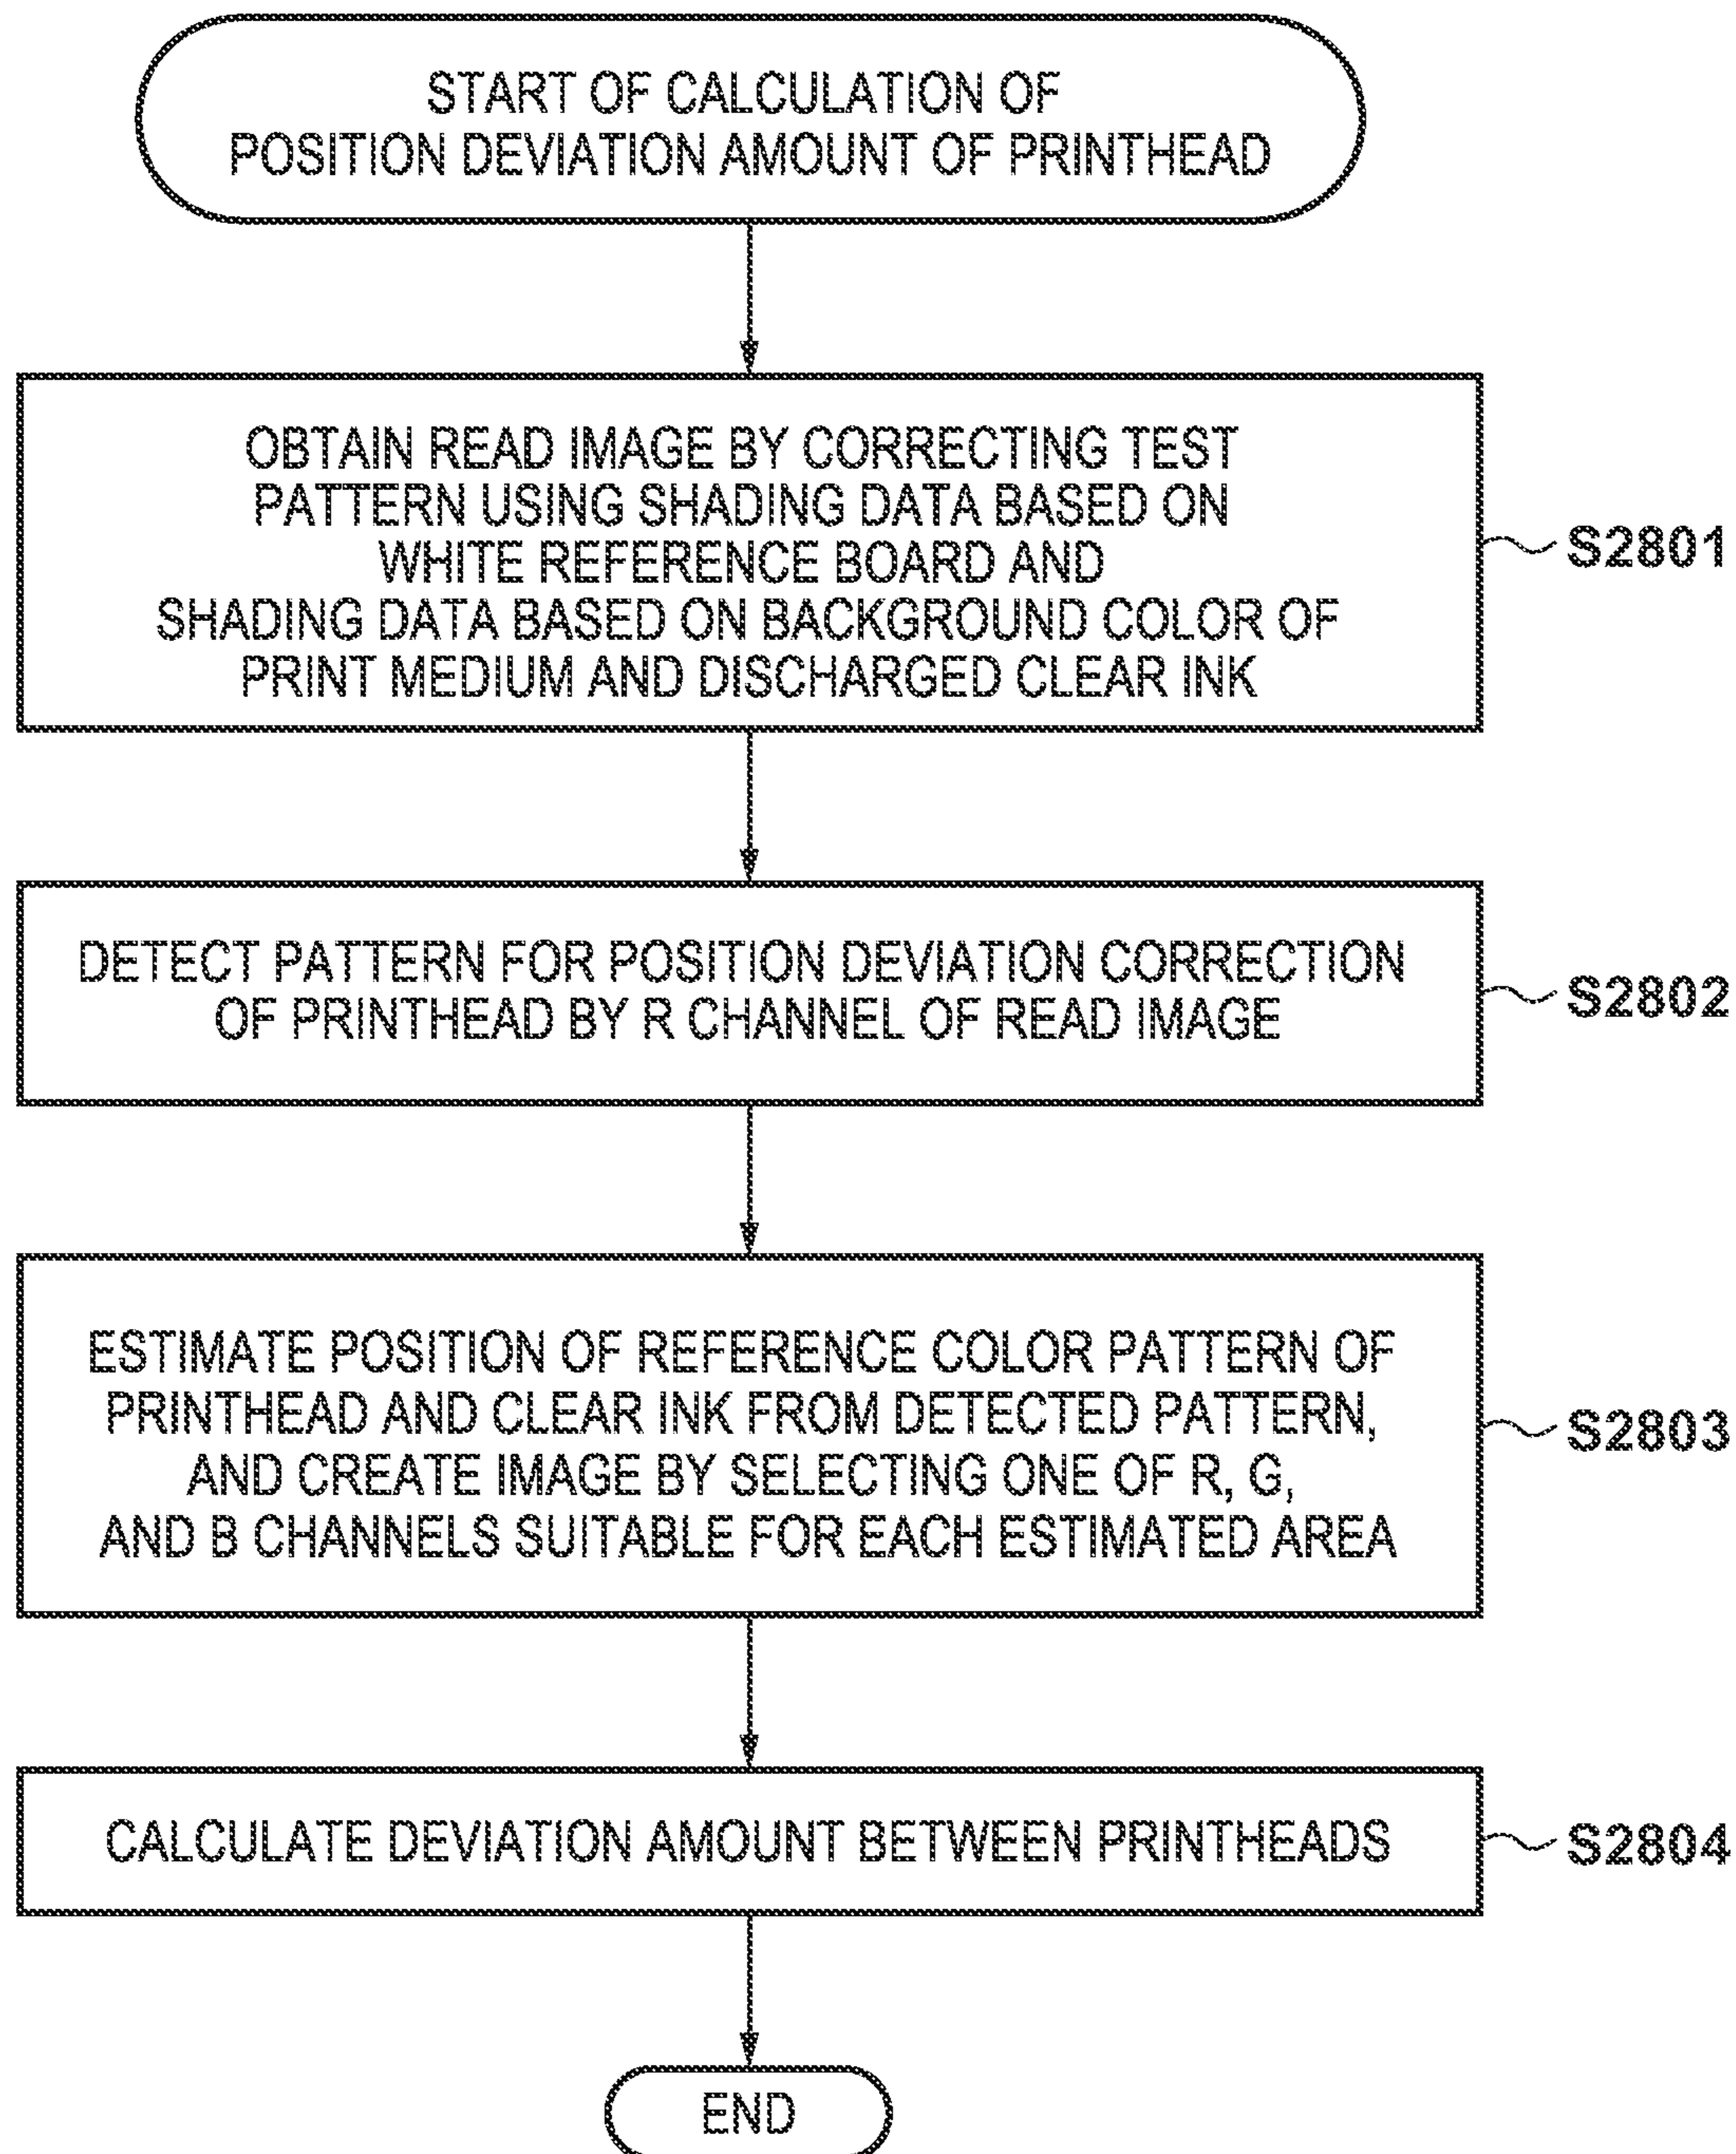 START OF CALCULATION OF
POSITION DEVIATION AMOUNT OF PRINTHEAD
OBTAIN READ IMAGE BY CORRECTING TEST
PATTERN USING SHADING DATA BASED ON
WHITE REFERENCE BOARD AND
SHADING DATA BASED ON BACKGROUND COLOR OF
PRINT MEDIUM AND DISCHARGED CLEAR INK
S2801
DETECT PATTERN FOR POSITION DEVIATION CORRECTION
OF PRINTHEAD BY R CHANNEL OF READ IMAGE
S2802
ESTIMATE POSITION OF REFERENCE COLOR PATTERN OF
PRINTHEAD AND CLEAR INK FROM DETECTED PATTERN,
AND CREATE IMAGE BY SELECTING ONE OF R, G,
AND B CHANNELS SUITABLE FOR EACH ESTIMATED AREA
S2803
CALCULATE DEVIATION AMOUNT BETWEEN PRINTHEADS
S2804
END